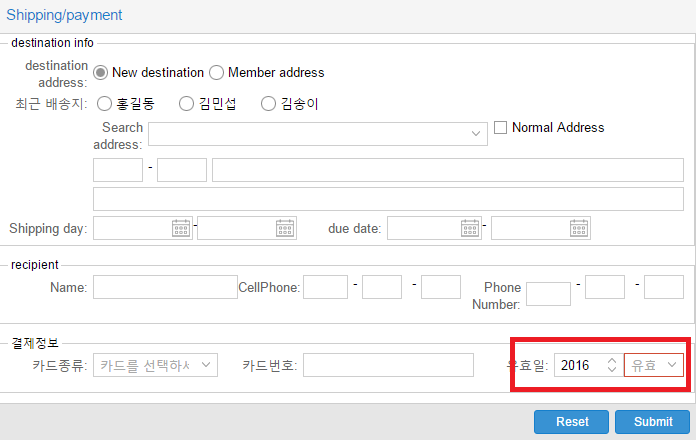 Shipping/payment
destination info
destination address: New destination Member address
최근 배송지: 홍길동 김민섭 김송이
Search address: Normal Address
- 
Shipping day: - due date: -
recipient
Name: CellPhone: - - Phone Number: - -
결제정보
카드종류: 카드를 선택하세 카드번호: 유효일: 2016 유효
Reset Submit